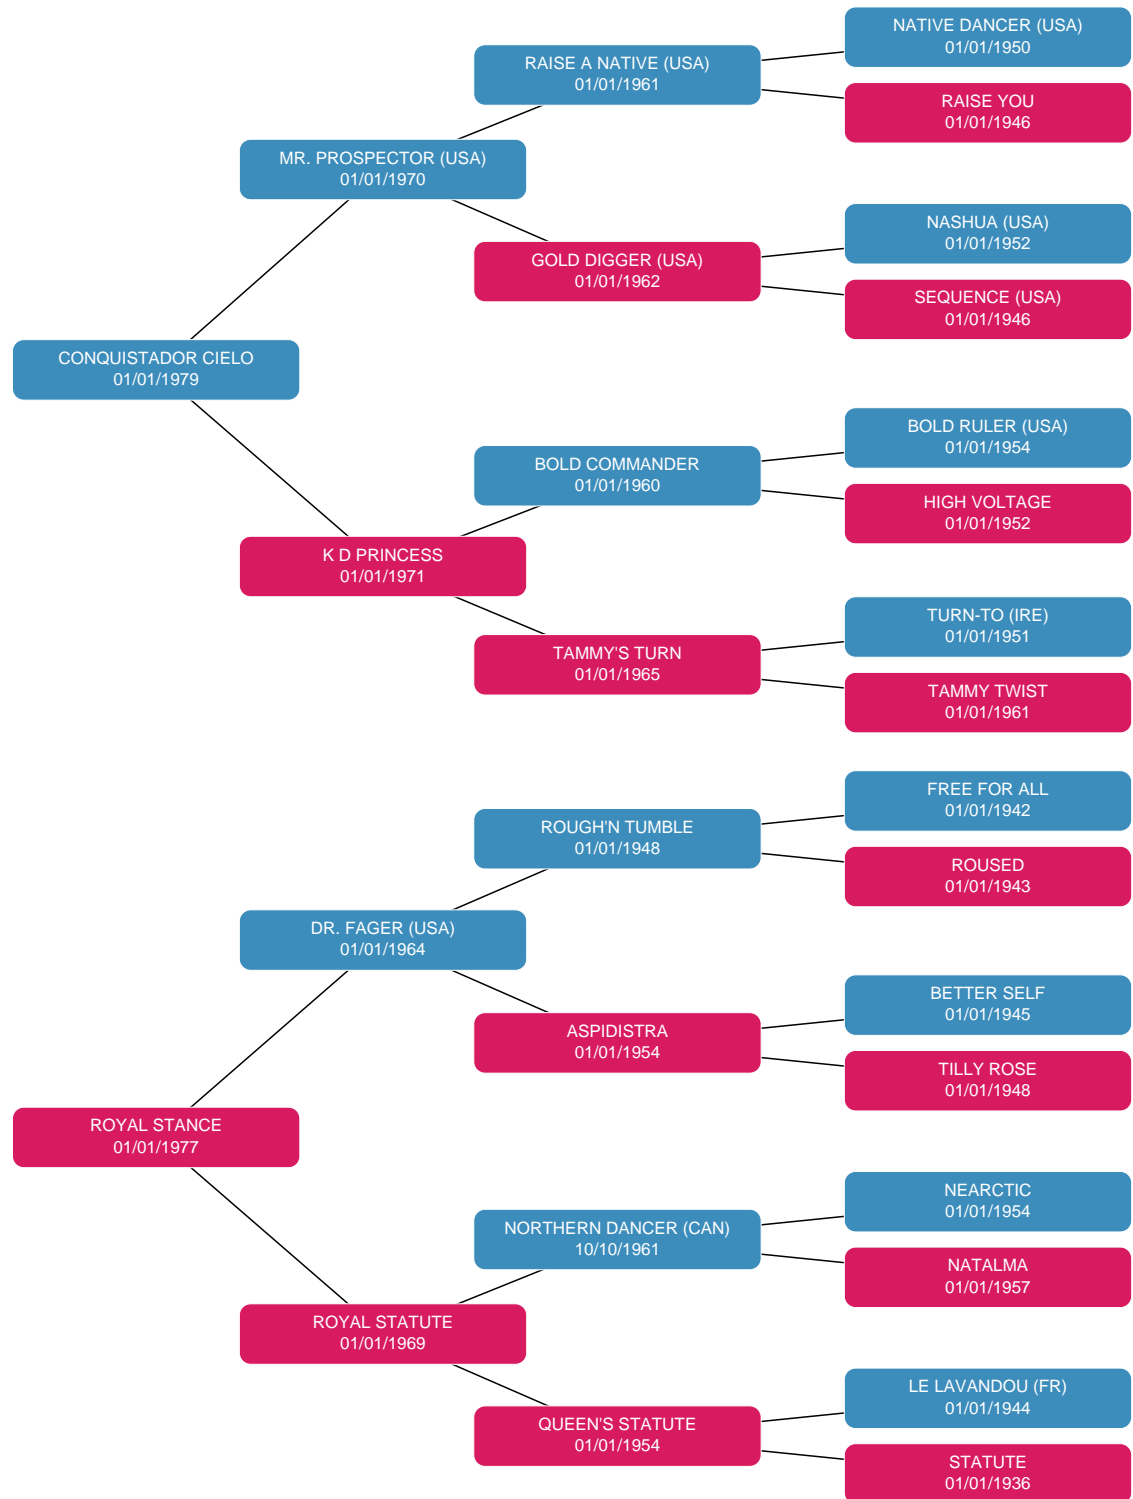 NATIVE DANCER (USA)
01/01/1950
RAISE A NATIVE (USA)
01/01/1961
RAISE YOU
01/01/1946
MR. PROSPECTOR (USA)
01/01/1970
NASHUA (USA)
01/01/1952
GOLD DIGGER (USA)
01/01/1962
SEQUENCE (USA)
01/01/1946
CONQUISTADOR CIELO
01/01/1979
BOLD RULER (USA)
01/01/1954
BOLD COMMANDER
01/01/1960
HIGH VOLTAGE
01/01/1952
K D PRINCESS
01/01/1971
TURN-TO (IRE)
01/01/1951
TAMMY'S TURN
01/01/1965
TAMMY TWIST
01/01/1961
FREE FOR ALL
01/01/1942
ROUGH'N TUMBLE
01/01/1948
ROUSED
01/01/1943
DR. FAGER (USA)
01/01/1964
BETTER SELF
01/01/1945
ASPIDISTRA
01/01/1954
TILLY ROSE
01/01/1948
ROYAL STANCE
01/01/1977
NEARCTIC
01/01/1954
NORTHERN DANCER (CAN)
10/10/1961
NATALMA
01/01/1957
ROYAL STATUTE
01/01/1969
LE LAVANDOU (FR)
01/01/1944
QUEEN'S STATUTE
01/01/1954
STATUTE
01/01/1936